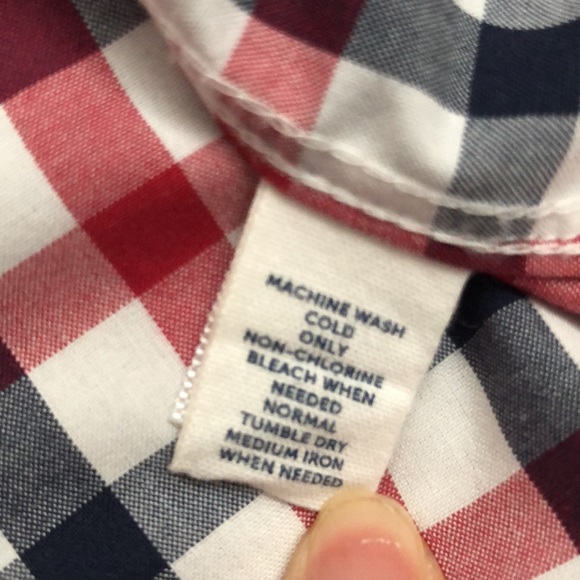 MACHINE WASH
COLD
ONLY
NON-CHLORINE
BLEACH WHEN
NEEDED
NORMAL
TUMBLE DRY
MEDIUM IRON
WHEN NEEDED